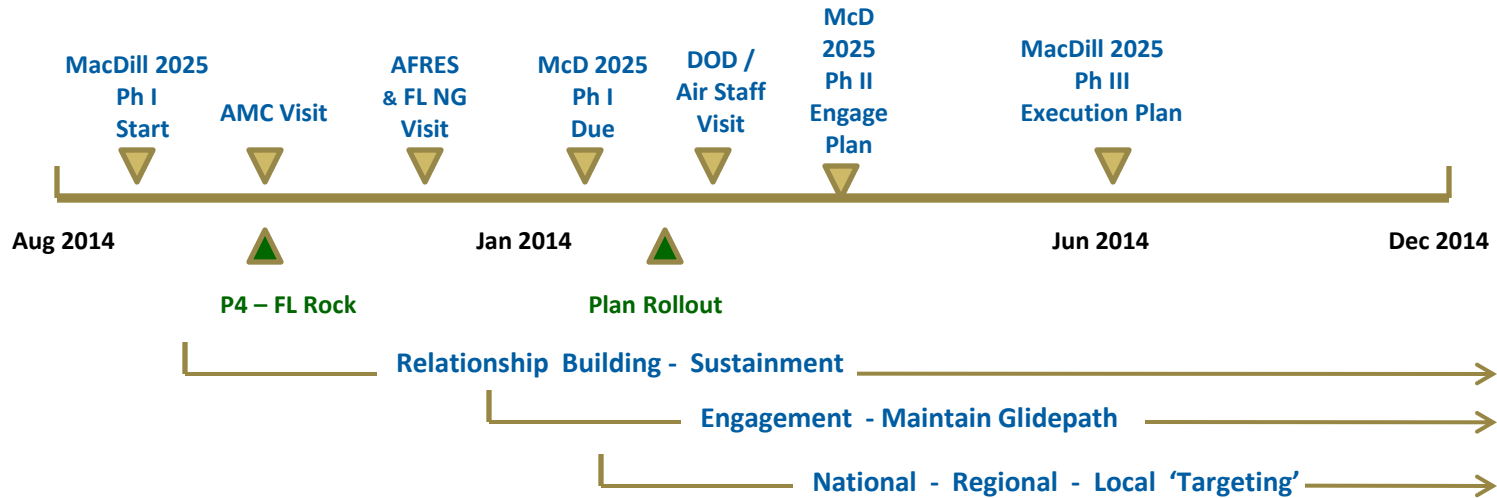 MacDill 2025
Ph I
Start
AMC Visit
AFRES
& FL NG
Visit
McD 2025
Ph I
Due
DOD /
Air Staff
Visit
McD
2025
Ph II
Engage
Plan
MacDill 2025
Ph III
Execution Plan
Aug 2014
Jan 2014
Jun 2014
Dec 2014
P4 – FL Rock
Plan Rollout
Relationship Building - Sustainment
Engagement - Maintain Glidepath
National - Regional - Local ‘Targeting’